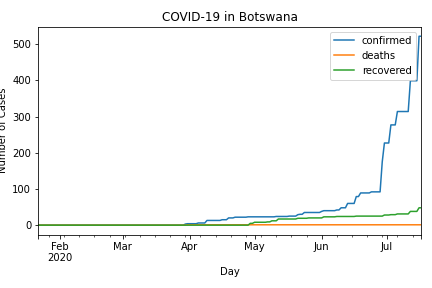 COVID-19 in Botswana
confirmed
deaths
recovered
500
400
300
200
100
0
Number of Cases
Feb
2020
Mar
Apr
May
Jun
Jul
Day